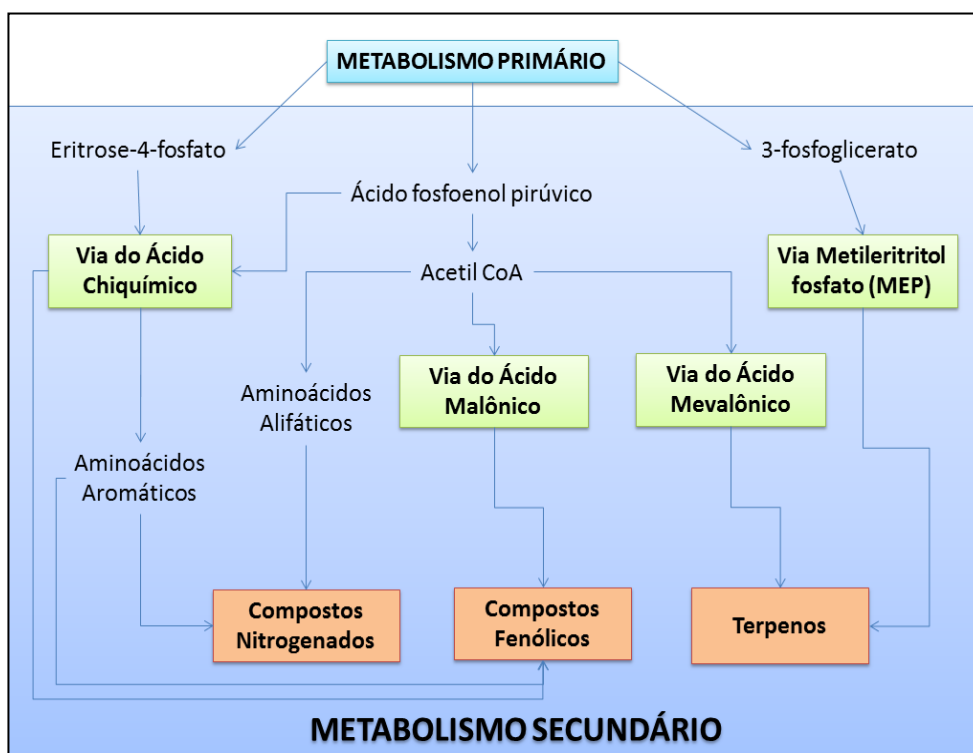 METABOLISMO PRIMÁRIO
Eritrose-4-fosfato
3-fosfoglicerato
Ácido fosfoenol pirúvico
Via do Ácido
Chiquímico
Acetil CoA
Via Metileritritol
fosfato (MEP)
Aminoácidos
Alifáticos
Via do Ácido
Malônico
Via do Ácido
Mevalônico
Aminoácidos
Aromáticos
Compostos
Nitrogenados
Compostos
Fenólicos
Terpenos
METABOLISMO SECUNDÁRIO